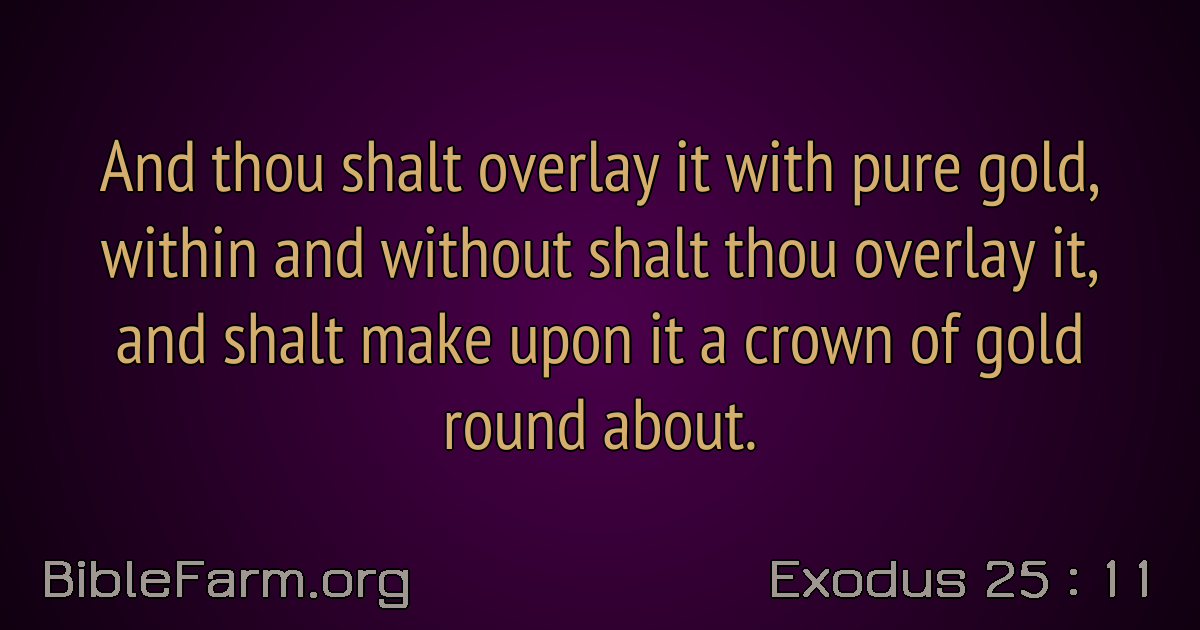 And thou shalt overlay it with pure gold,
within and without shalt thou overlay it,
and shalt make upon it a crown of gold
round about.
BibleFarm.org
Exodus 25 : 11